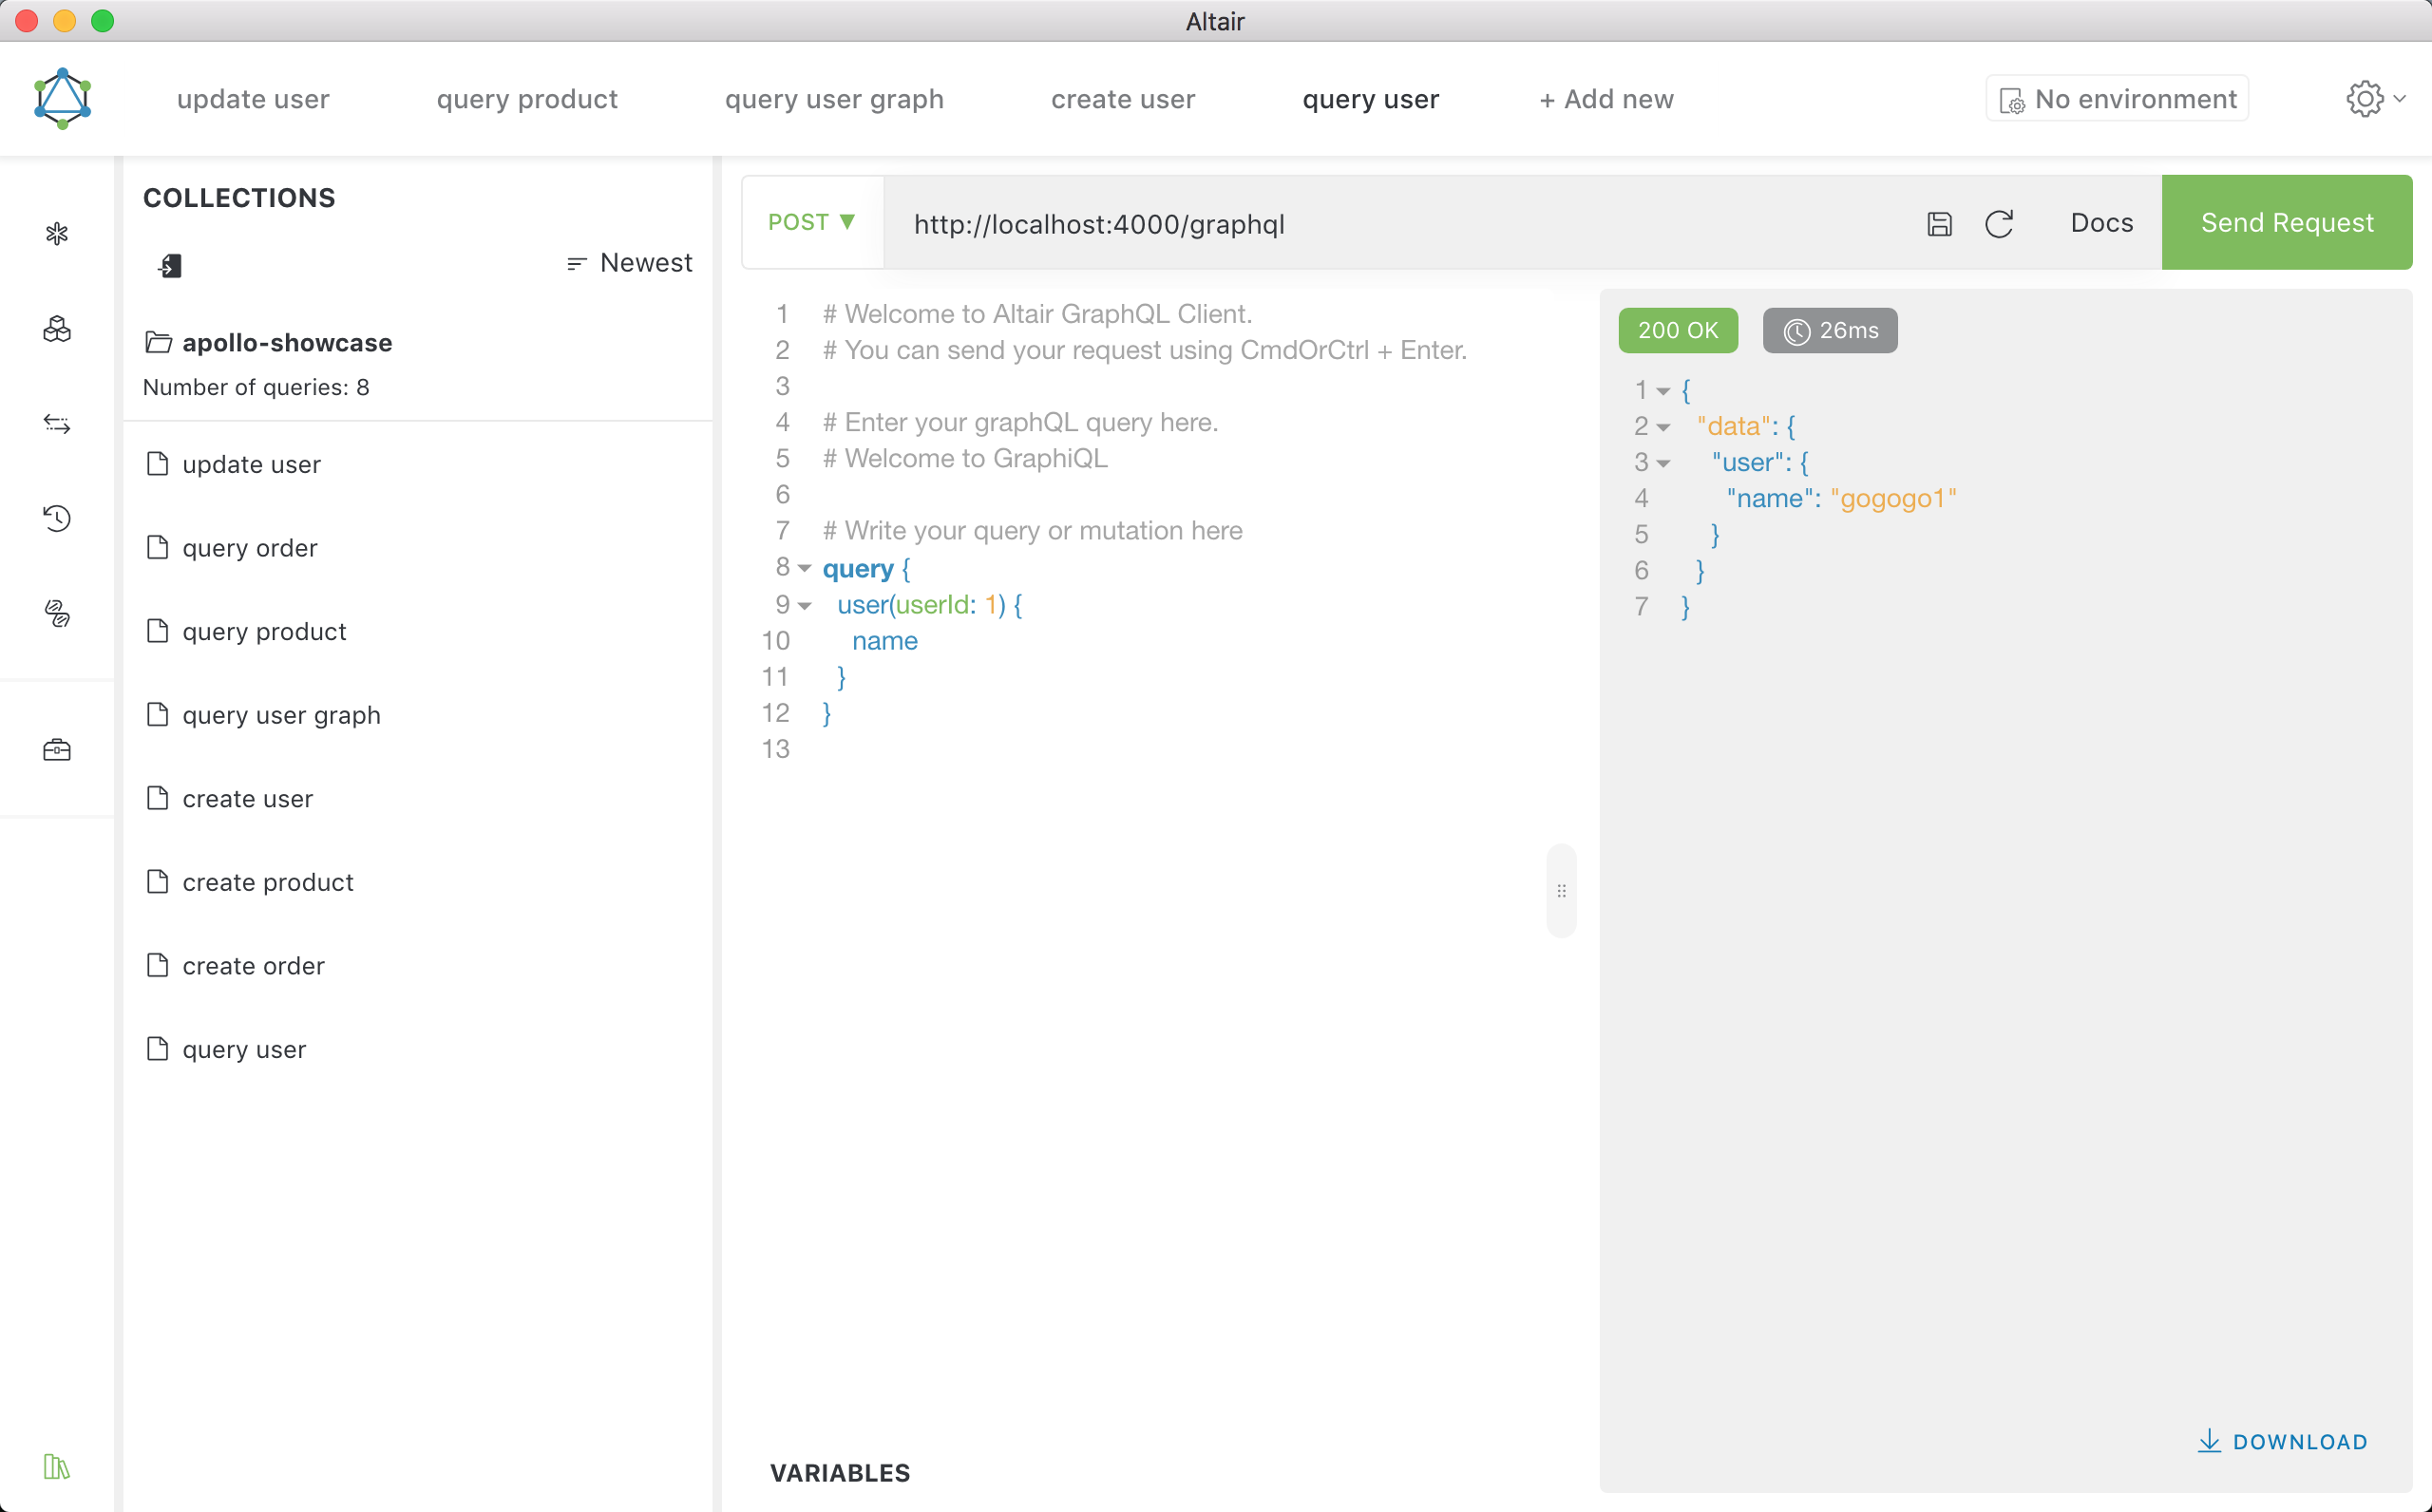 Altair
update user
query product
query user graph
create user
query user
+ Add new
No environment
COLLECTIONS
Newest
apollo-showcase
Number of queries: 8
update user
query order
query product
query user graph
create user
create product
create order
query user
POST ▼
http://localhost:4000/graphql
Docs
Send Request
1 # Welcome to Altair GraphQL Client.
2 # You can send your request using CmdOrCtrl + Enter.
3
4 # Enter your graphQL query here.
5 # Welcome to GraphiQL
6
7 # Write your query or mutation here
8 query {
9 user(userId: 1) {
10 name
11 }
12 }
13
VARIABLES
200 OK
26ms
1 {
2 "data": {
3 "user": {
4 "name": "gogogo1"
5 }
6 }
7 }
DOWNLOAD